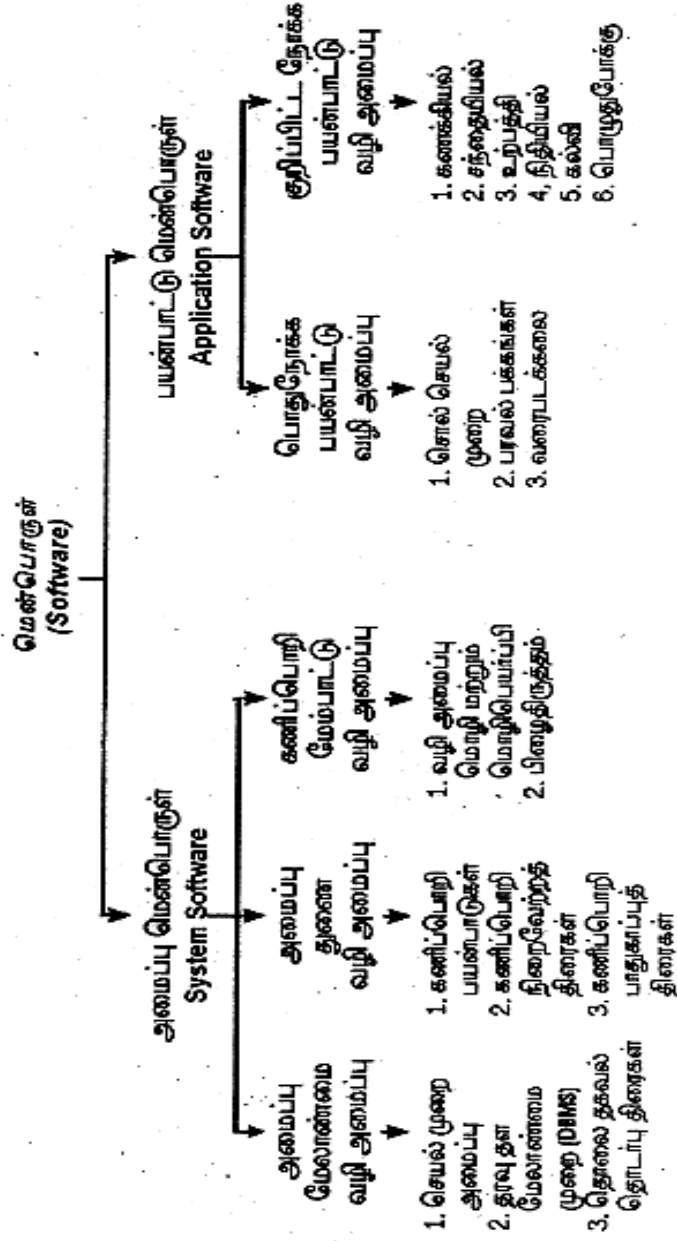 மென்பொருள்
(Software)
அமைப்பு மென்பொருள்
System Software
பயன்பாட்டு மென்பொருள்
Application Software
அமைப்பு
மேலாண்மை
வழி அமைப்பு
அமைப்பு
துணை
வழி அமைப்பு
கணிப்பொறி
மேம்பாட்டு
வழி அமைப்பு
பொதுநோக்க
பயன்பாட்டு
வழி அமைப்பு
குறிப்பிட்ட நோக்க
பயன்பாட்டு
வழி அமைப்பு
1. செயல் முறை
அமைப்பு
2. தரவு தள
மேலாண்மை
முறை (DBMS)
3. தொலை தகவல்
தொடர்பு திரைகள்
1. கணிப்பொறி
பயன்பாடுகள்
2. கணிப்பொறி
நிறைவேற்றத்
திரைகள்
3. கணிப்பொறி
பாதுகாப்புத்
திரைகள்
1. வழி அமைப்பு
மொழி மற்றும்
மொழிபெயர்ப்பி
2. பிழைதிருத்தம்
1. சொல் செயல்
முறை
2. பரவல் பக்கங்கள்
3. வரைபடக்கலை
1. கணக்கியல்
2. சந்தையியல்
3. உற்பத்தி
4, நிதியியல்
5. கல்வி
6. பொழுதுபோக்கு